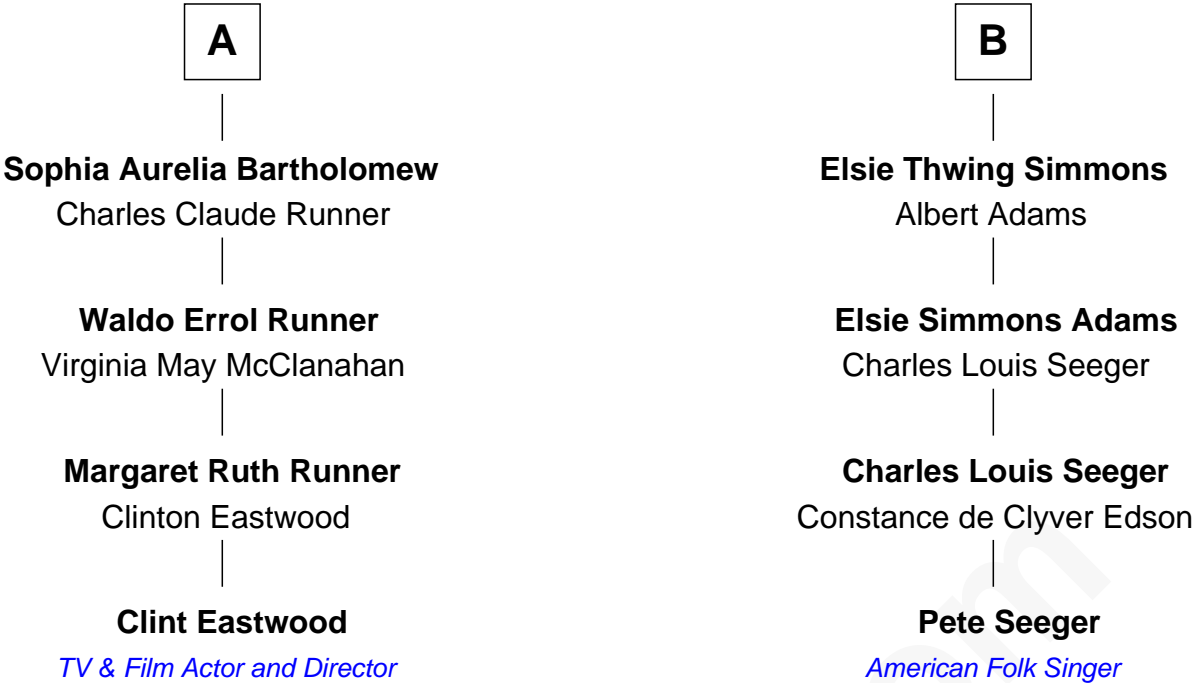 A
B
Sophia Aurelia Bartholomew
Charles Claude Runner
Elsie Thwing Simmons
Albert Adams
Waldo Errol Runner
Virginia May McClanahan
Elsie Simmons Adams
Charles Louis Seeger
Margaret Ruth Runner
Clinton Eastwood
Charles Louis Seeger
Constance de Clyver Edson
Clint Eastwood
TV & Film Actor and Director
Pete Seeger
American Folk Singer
om